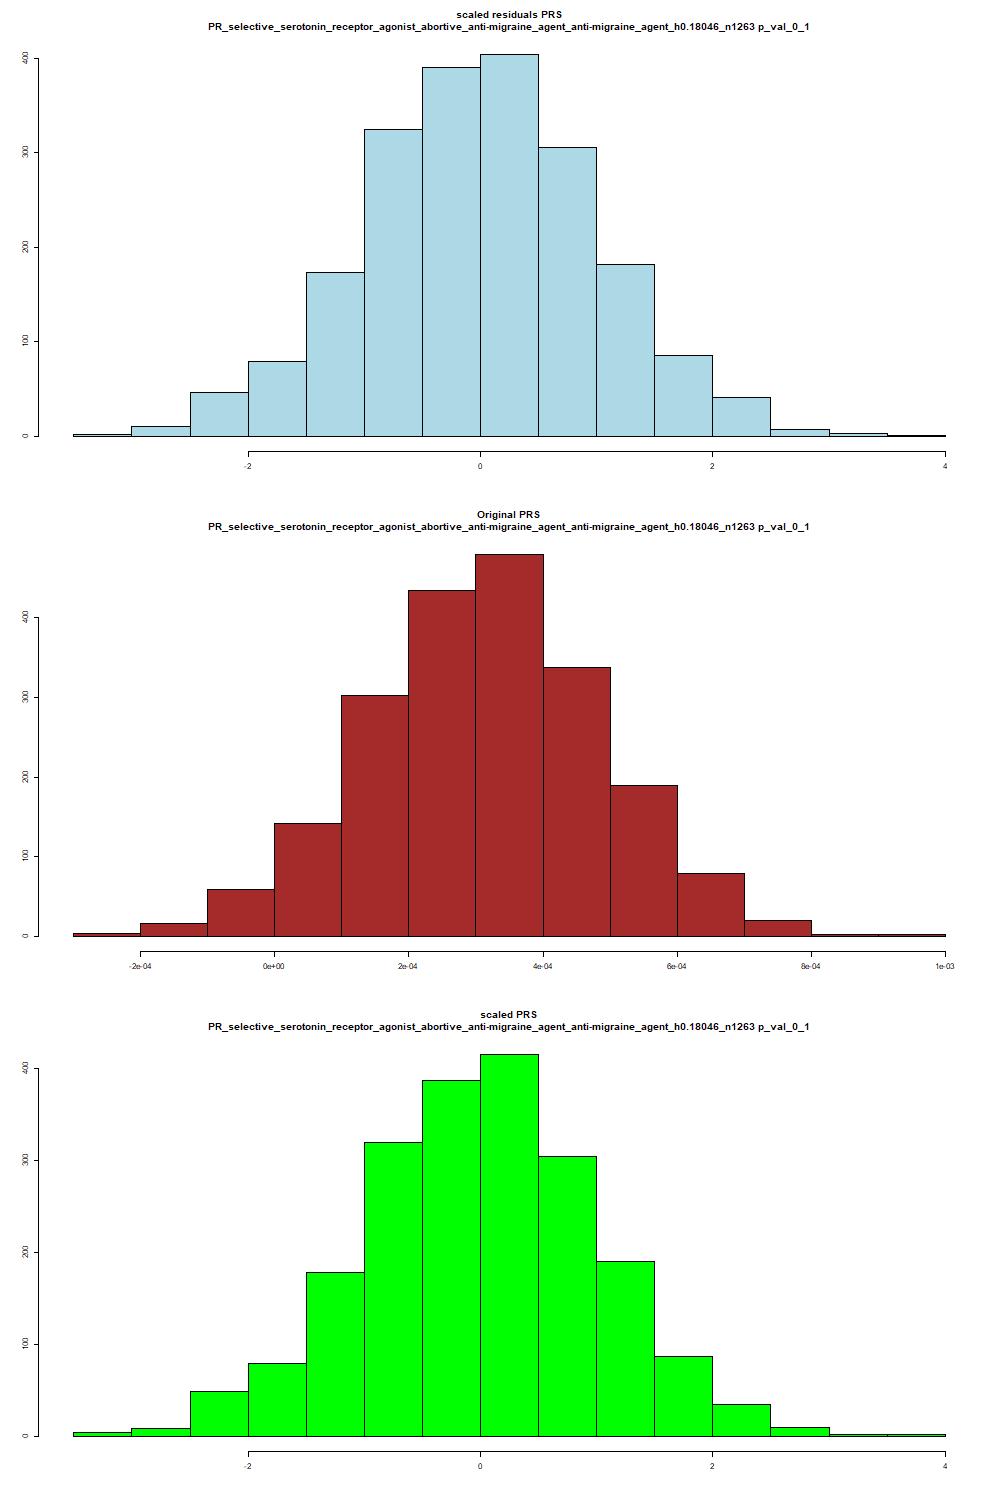 scaled residuals PRS
PR_selective_serotonin_receptor_agonist_abortive_anti-migraine_agent_anti-migraine_agent_h0.18046_n1263 p_val_0_1
400
300
200
100
0
-2 0 2 4
Original PRS
PR_selective_serotonin_receptor_agonist_abortive_anti-migraine_agent_anti-migraine_agent_h0.18046_n1263 p_val_0_1
400
300
200
100
0
-2e-04 0e+00 2e-04 4e-04 6e-04 8e-04 1e-03
scaled PRS
PR_selective_serotonin_receptor_agonist_abortive_anti-migraine_agent_anti-migraine_agent_h0.18046_n1263 p_val_0_1
400
300
200
100
0
-2 0 2 4